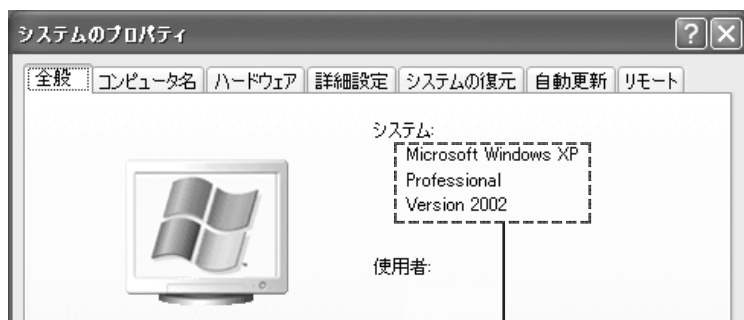 システムのプロパティ
全般 コンピュータ名 ハードウェア 詳細設定 システムの復元 自動更新 リモート
システム:
Microsoft Windows XP
Professional
Version 2002
使用者: